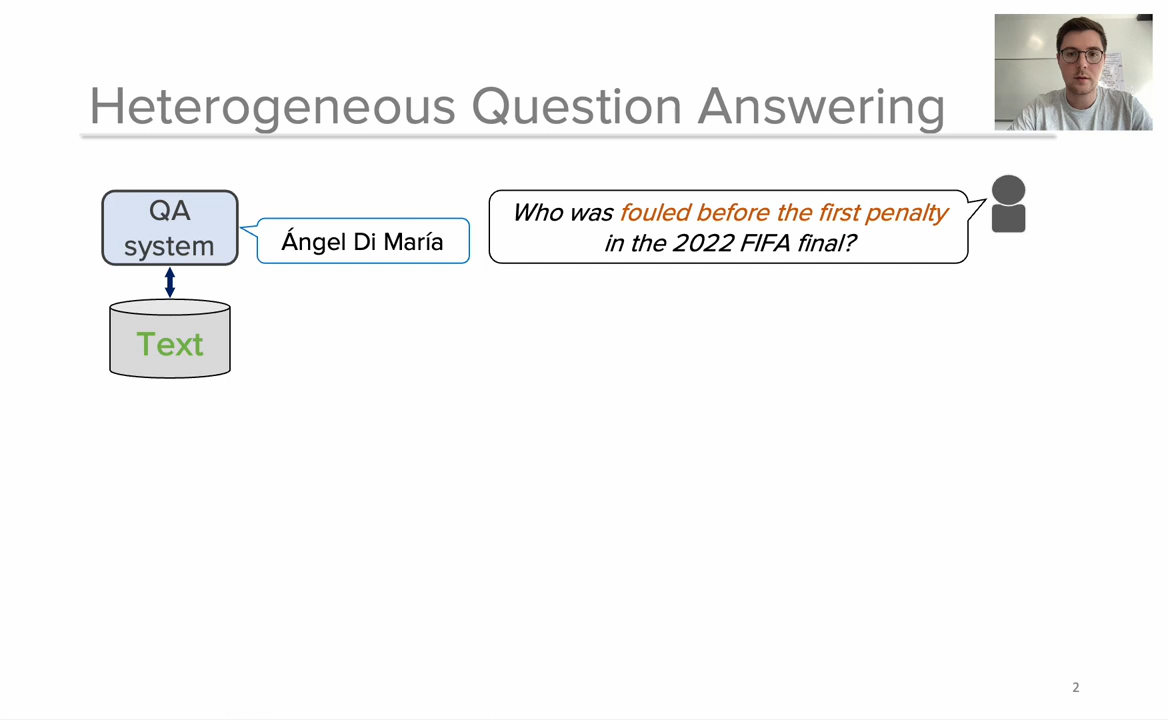 Heterogeneous Question Answering
QA
system
Ángel Di María
Who was fouled before the first penalty
in the 2022 FIFA final?
Text
2